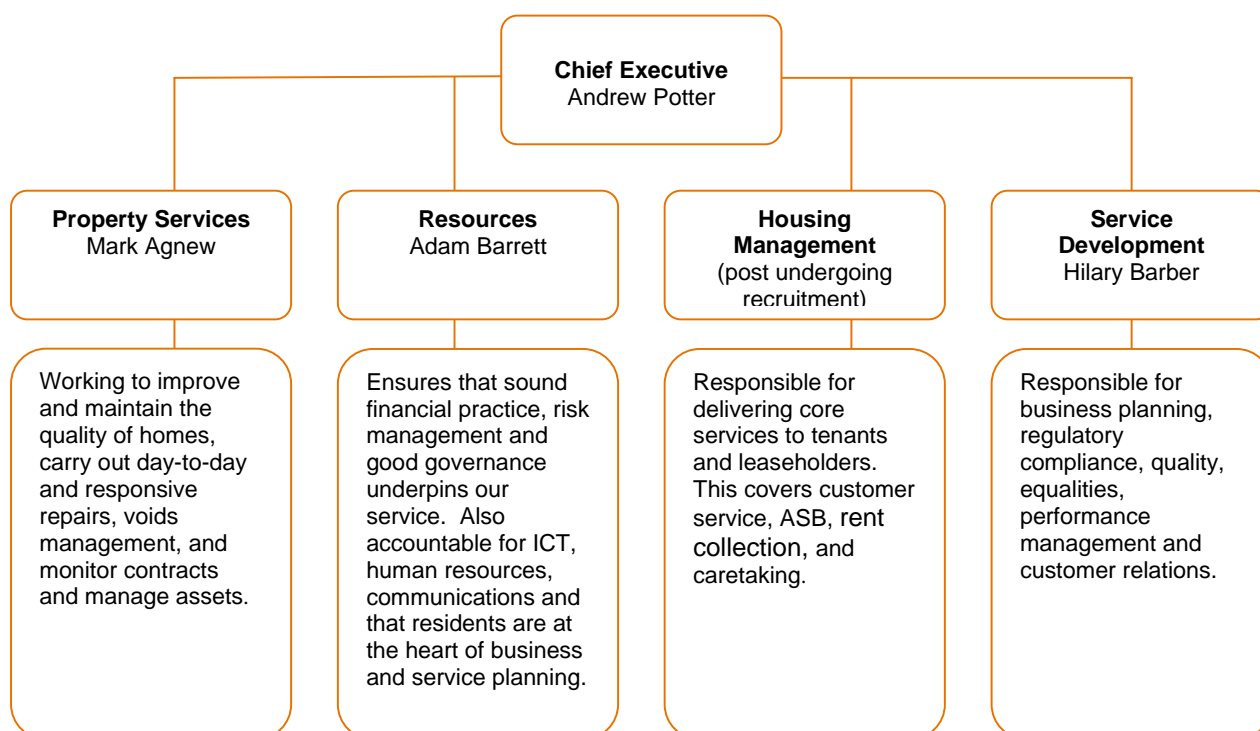 Chief Executive
Andrew Potter
Property Services
Mark Agnew
Resources
Adam Barrett
Housing
Management
(post undergoing
recruitment)
Service
Development
Hilary Barber
Working to improve
and maintain the
quality of homes,
carry out day-to-day
and responsive
repairs, voids
management, and
monitor contracts
and manage assets.
Ensures that sound
financial practice, risk
management and
good governance
underpins our
service.  Also
accountable for ICT,
human resources,
communications and
that residents are at
the heart of business
and service planning.
Responsible for
delivering core
services to tenants
and leaseholders.
This covers customer
service, ASB, rent
collection, and
caretaking.
Responsible for
business planning,
regulatory
compliance, quality,
equalities,
performance
management and
customer relations.